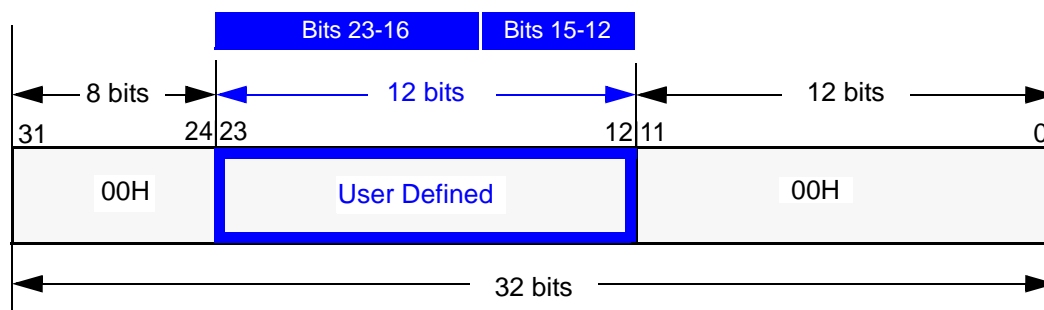 Bits 23-16 Bits 15-12
8 bits 12 bits 12 bits
31 24 23 12 11 0
00H User Defined 00H
32 bits